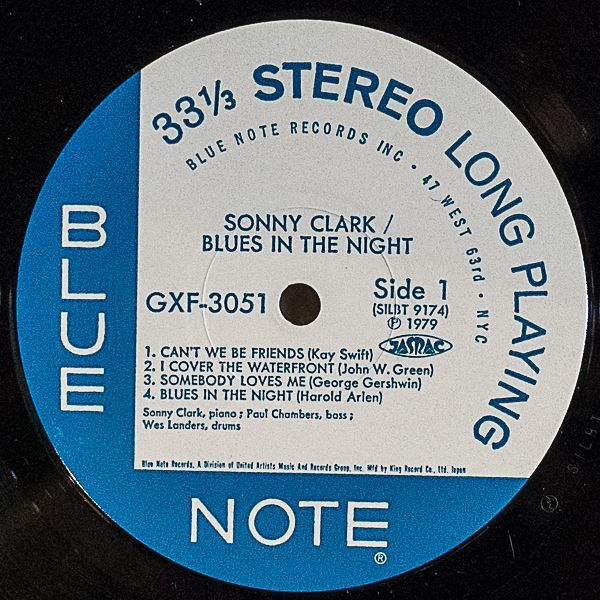 33⅓ STEREO LONG PLAYING
BLUE NOTE RECORDS INC • 47 WEST 63rd • NYC
BLUE
SONNY CLARK /
BLUES IN THE NIGHT
GXF-3051
Side 1
(SILBT 9174)
℗ 1979
JASRAC
1. CAN'T WE BE FRIENDS (Kay Swift)
2. I COVER THE WATERFRONT (John W. Green)
3. SOMEBODY LOVES ME (George Gershwin)
4. BLUES IN THE NIGHT (Harold Arlen)
Sonny Clark, piano ; Paul Chambers, bass ;
Wes Landers, drums
Blue Note Records, A Division of United Artists Music And Records Group, Inc. Mfd by King Record Co., Ltd. Japan
NOTE®